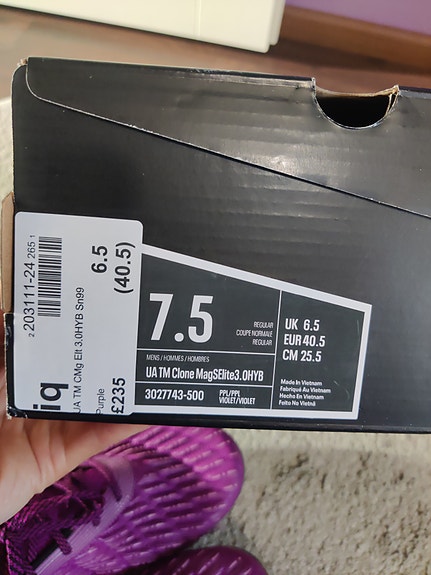 2 203111-24 265 1
UA TM CMg Elt 3.0HYB Sn99
6.5
(40.5)
iq
Purple
£235
7.5
REGULAR
COUPE NORMALE
REGULAR
MENS / HOMMES / HOMBRES
UA TM Clone MagSElite3.0HYB
3027743-500
PPL/PPL
VIOLET/VIOLET
UK 6.5
EUR 40.5
CM 25.5
Made In Vietnam
Fabriqué Au Vietnam
Hecho En Vietnam
Feito No Vietnã